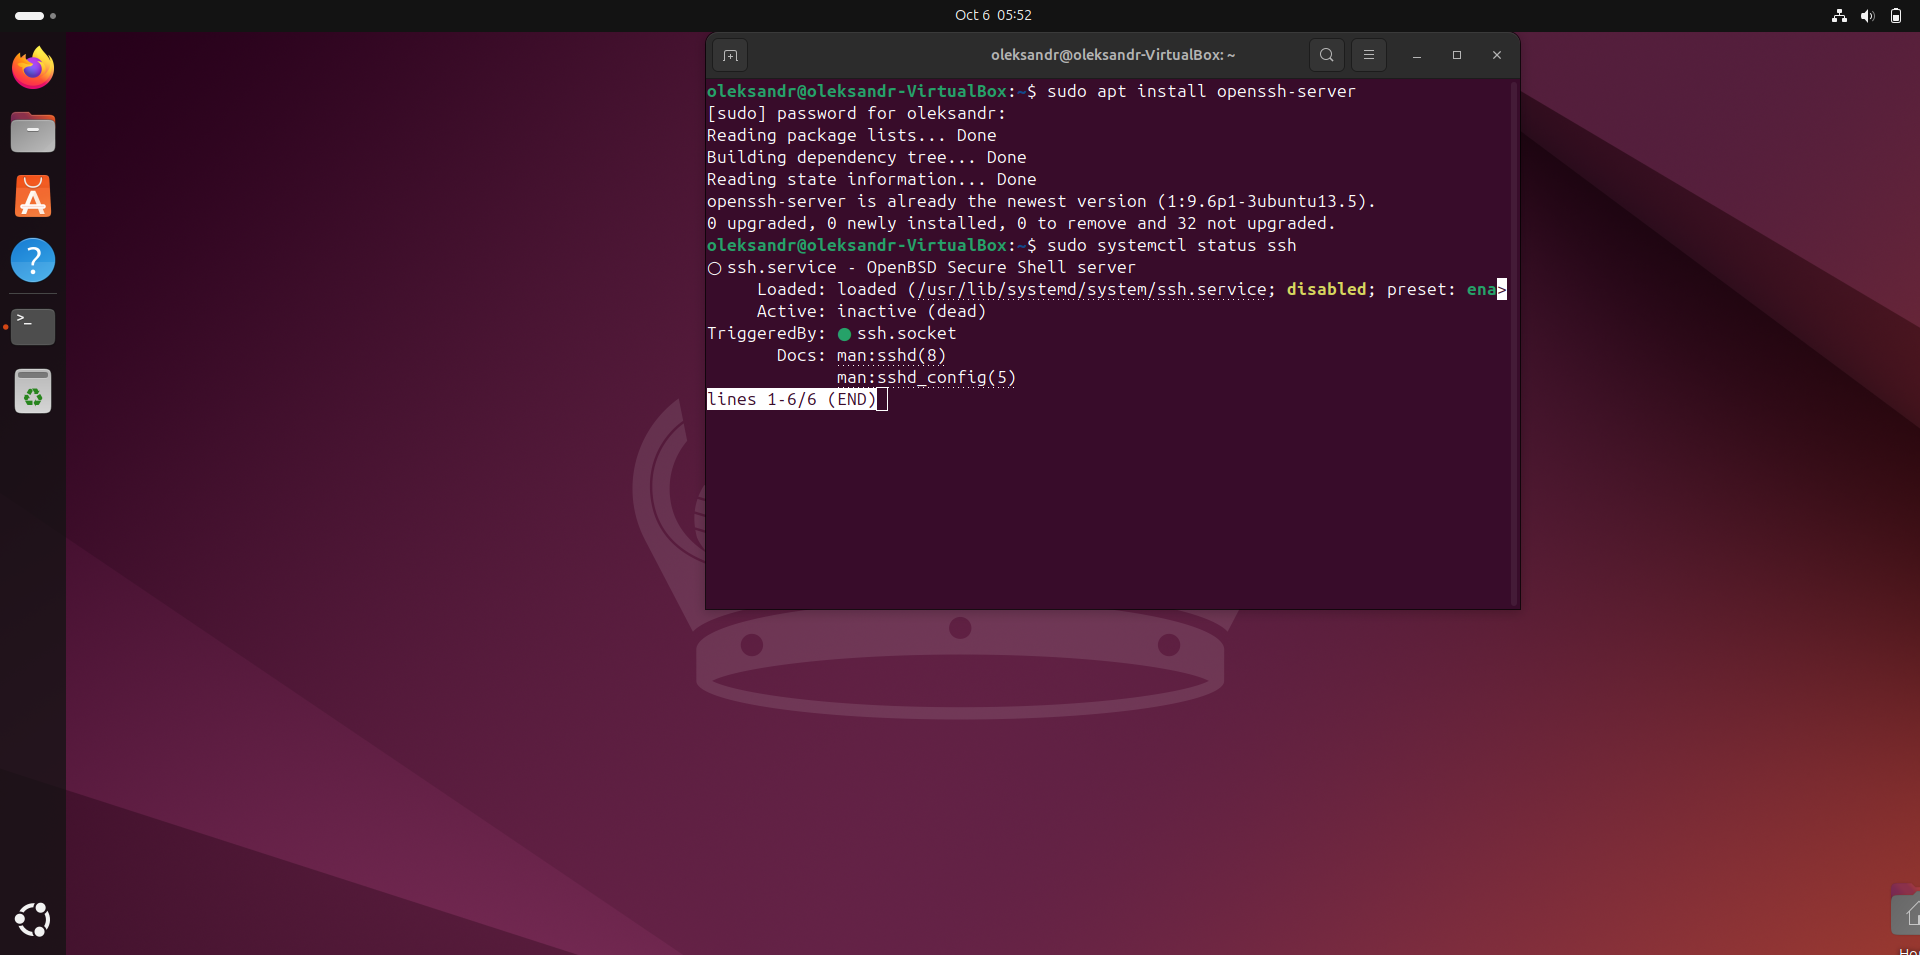 Oct 6 05:52
oleksandr@oleksandr-VirtualBox: ~
oleksandr@oleksandr-VirtualBox:~$ sudo apt install openssh-server
[sudo] password for oleksandr:
Reading package lists... Done
Building dependency tree... Done
Reading state information... Done
openssh-server is already the newest version (1:9.6p1-3ubuntu13.5).
0 upgraded, 0 newly installed, 0 to remove and 32 not upgraded.
oleksandr@oleksandr-VirtualBox:~$ sudo systemctl status ssh
○ ssh.service - OpenBSD Secure Shell server
Loaded: loaded (/usr/lib/systemd/system/ssh.service; disabled; preset: ena>
Active: inactive (dead)
TriggeredBy: ● ssh.socket
Docs: man:sshd(8)
man:sshd_config(5)
lines 1-6/6 (END)